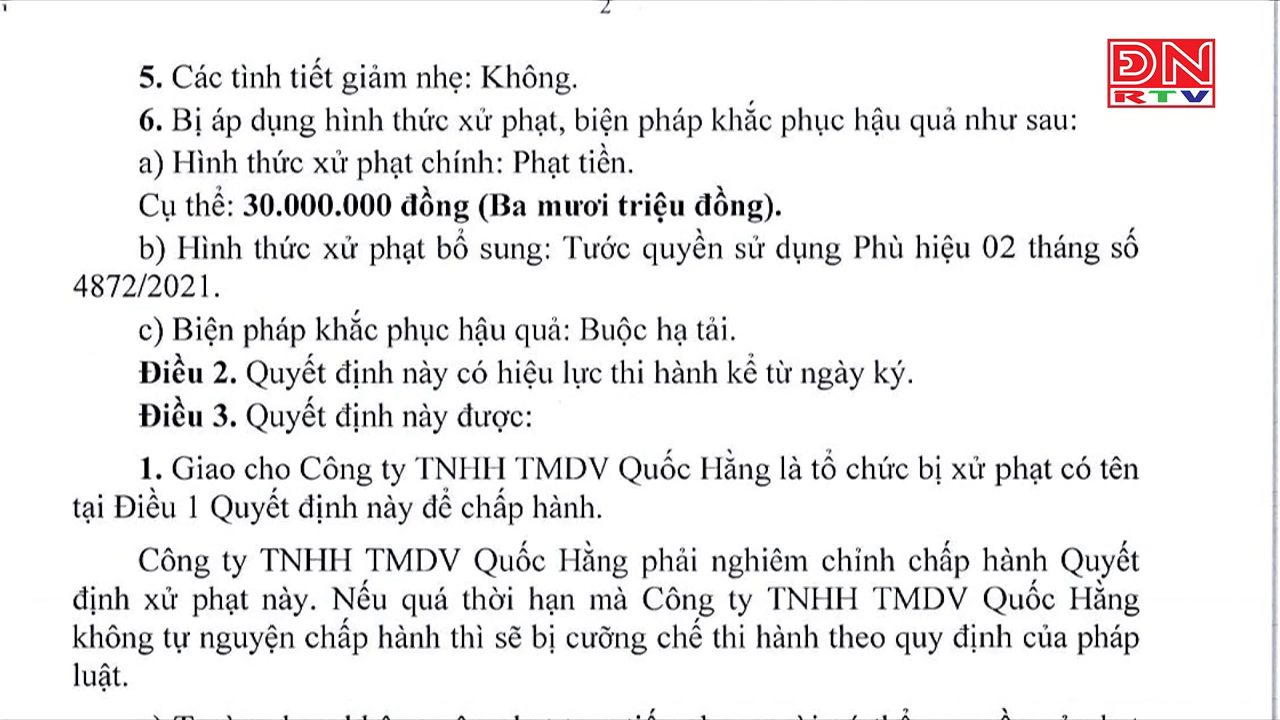 2
ĐN
RTV
5. Các tình tiết giảm nhẹ: Không.
6. Bị áp dụng hình thức xử phạt, biện pháp khắc phục hậu quả như sau:
a) Hình thức xử phạt chính: Phạt tiền.
Cụ thể: 30.000.000 đồng (Ba mươi triệu đồng).
b) Hình thức xử phạt bổ sung: Tước quyền sử dụng Phù hiệu 02 tháng số
4872/2021.
c) Biện pháp khắc phục hậu quả: Buộc hạ tải.
Điều 2. Quyết định này có hiệu lực thi hành kể từ ngày ký.
Điều 3. Quyết định này được:
1. Giao cho Công ty TNHH TMDV Quốc Hằng là tổ chức bị xử phạt có tên
tại Điều 1 Quyết định này để chấp hành.
Công ty TNHH TMDV Quốc Hằng phải nghiêm chỉnh chấp hành Quyết
định xử phạt này. Nếu quá thời hạn mà Công ty TNHH TMDV Quốc Hằng
không tự nguyện chấp hành thì sẽ bị cưỡng chế thi hành theo quy định của pháp
luật.